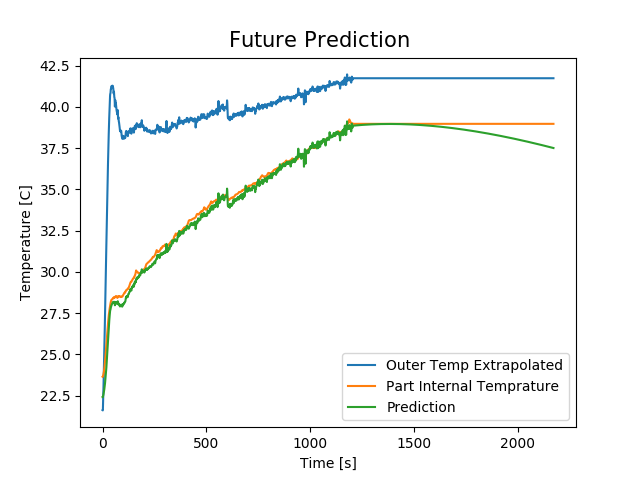 Future Prediction
42.5
40.0
37.5
35.0
32.5
30.0
27.5
25.0
22.5
Temperature [C]
Outer Temp Extrapolated
Part Internal Temprature
Prediction
0 500 1000 1500 2000
Time [s]